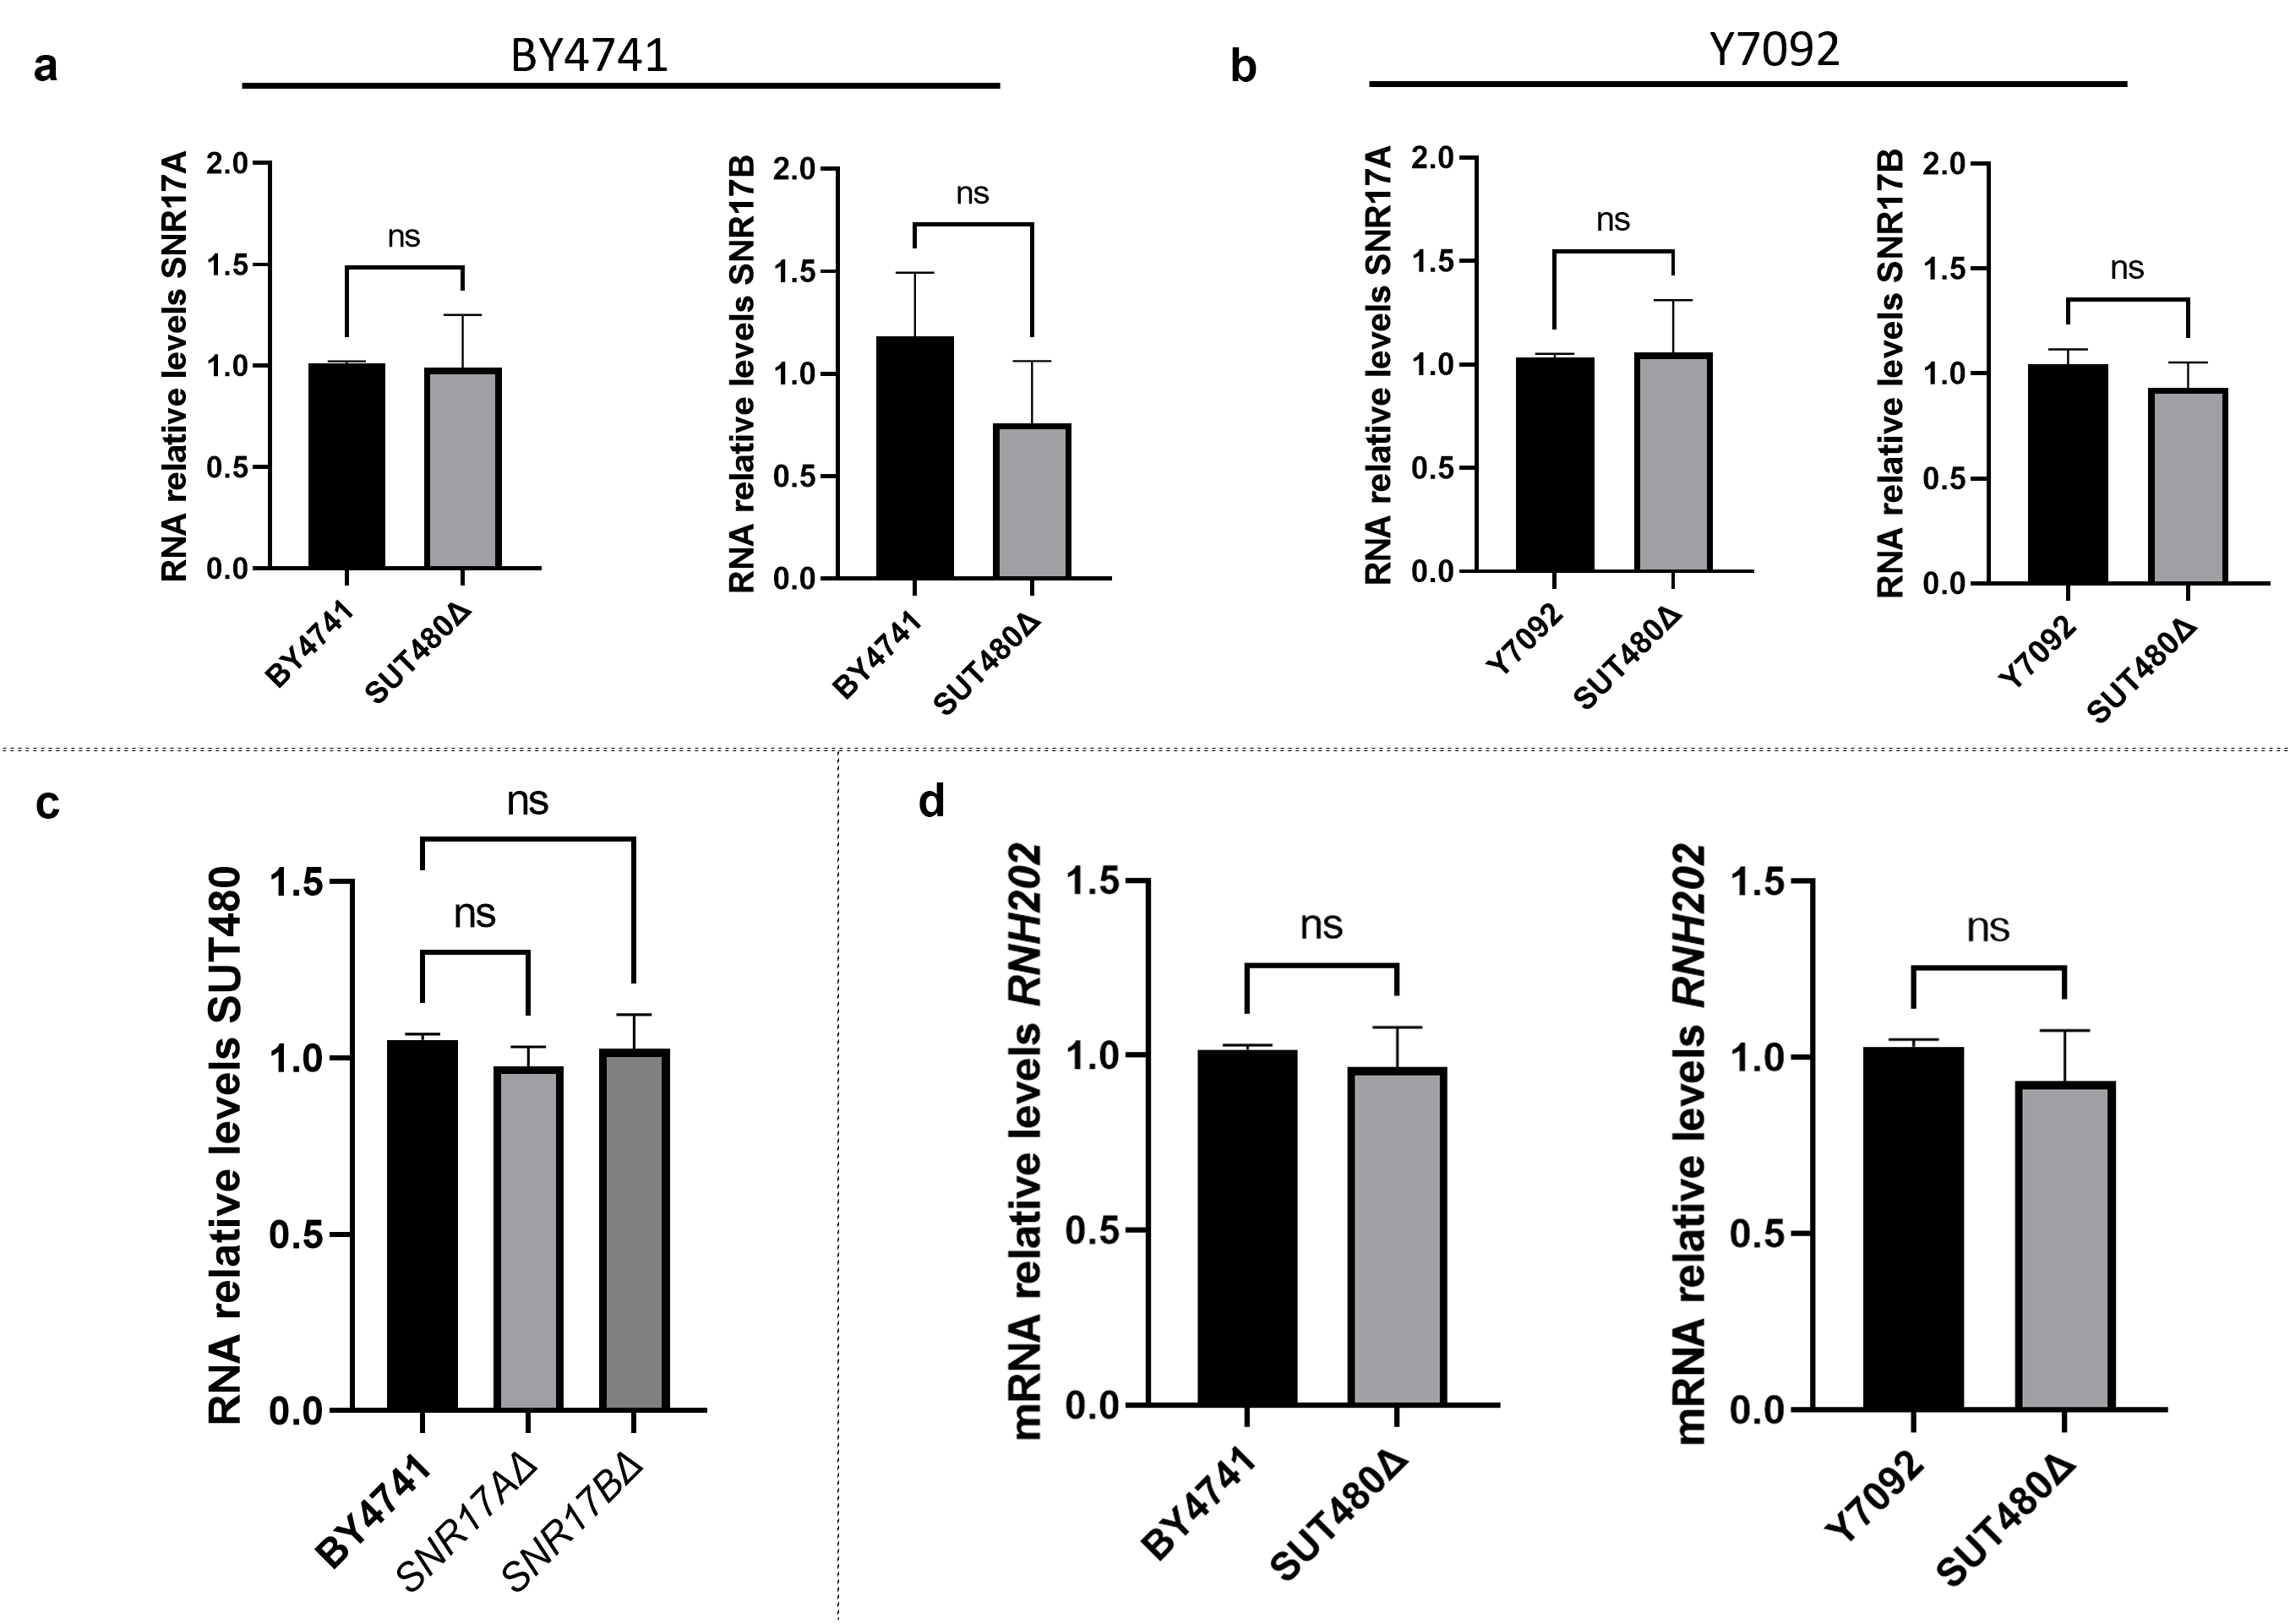 a
BY4741
RNA relative levels SNR17A
2.0
1.5
1.0
0.5
0.0
ns
BY4741
SUT480Δ
RNA relative levels SNR17B
2.0
1.5
1.0
0.5
0.0
ns
BY4741
SUT480Δ
b
Y7092
RNA relative levels SNR17A
2.0
1.5
1.0
0.5
0.0
ns
Y7092
SUT480Δ
RNA relative levels SNR17B
2.0
1.5
1.0
0.5
0.0
ns
Y7092
SUT480Δ
c
RNA relative levels SUT480
1.5
1.0
0.5
0.0
ns
ns
BY4741
SNR17AΔ
SNR17BΔ
d
mRNA relative levels RNH202
1.5
1.0
0.5
0.0
ns
BY4741
SUT480Δ
mRNA relative levels RNH202
1.5
1.0
0.5
0.0
ns
Y7092
SUT480Δ